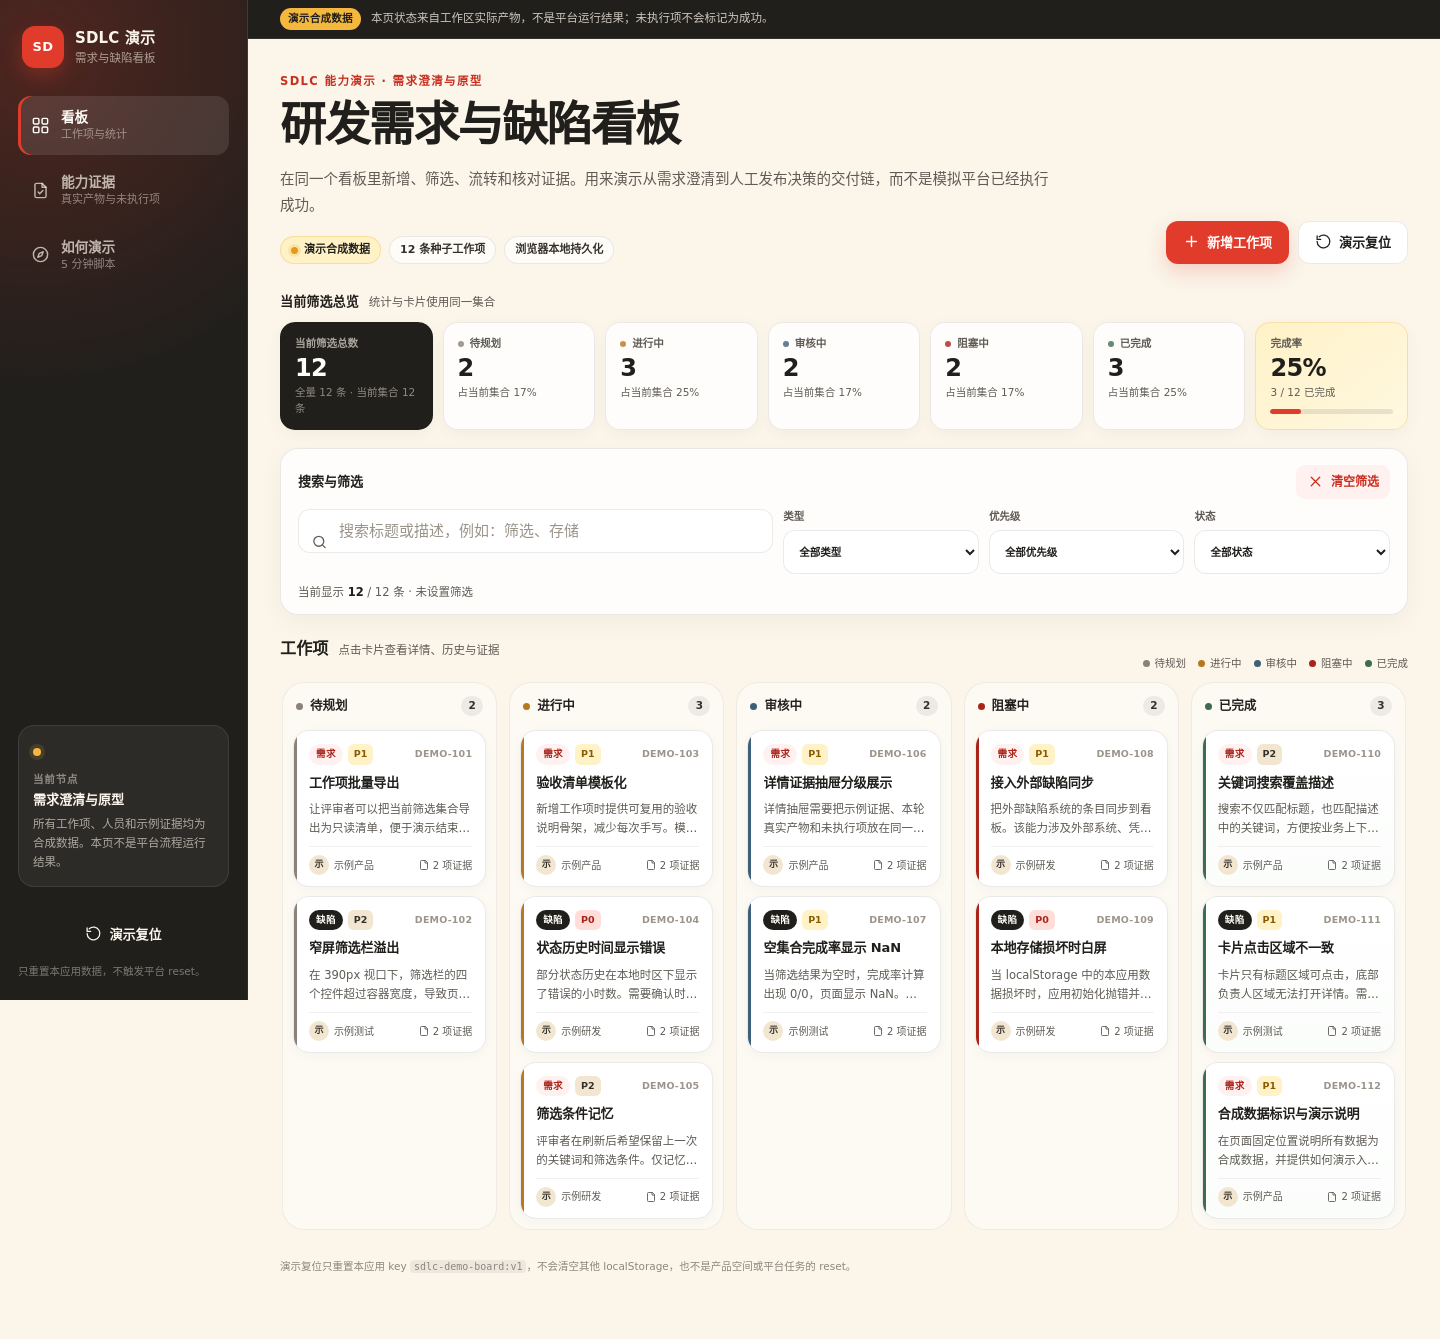 SD
SDLC 演示
需求与缺陷看板
看板
工作项与统计
能力证据
真实产物与未执行项
如何演示
5 分钟脚本
当前节点
需求澄清与原型
所有工作项、人员和示例证据均为
合成数据。本页不是平台流程运行
结果。
演示复位
只重置本应用数据，不触发平台 reset。
演示合成数据 本页状态来自工作区实际产物，不是平台运行结果；未执行项不会标记为成功。
SDLC 能力演示 · 需求澄清与原型
研发需求与缺陷看板
在同一个看板里新增、筛选、流转和核对证据。用来演示从需求澄清到人工发布决策的交付链，而不是模拟平台已经执行
成功。
演示合成数据 12 条种子工作项 浏览器本地持久化
新增工作项 演示复位
当前筛选总览 统计与卡片使用同一集合
当前筛选总数
12
全量 12 条 · 当前集合 12
条
待规划
2
占当前集合 17%
进行中
3
占当前集合 25%
审核中
2
占当前集合 17%
阻塞中
2
占当前集合 17%
已完成
3
占当前集合 25%
完成率
25%
3 / 12 已完成
搜索与筛选
清空筛选
搜索标题或描述，例如：筛选、存储
类型
全部类型
优先级
全部优先级
状态
全部状态
当前显示 12 / 12 条 · 未设置筛选
工作项 点击卡片查看详情、历史与证据
待规划 进行中 审核中 阻塞中 已完成
待规划 2
需求 P1 DEMO-101
工作项批量导出
让评审者可以把当前筛选集合导
出为只读清单，便于演示结束…
示 示例产品 2 项证据
缺陷 P2 DEMO-102
窄屏筛选栏溢出
在 390px 视口下，筛选栏的四
个控件超过容器宽度，导致页…
示 示例测试 2 项证据
进行中 3
需求 P1 DEMO-103
验收清单模板化
新增工作项时提供可复用的验收
说明骨架，减少每次手写。模…
示 示例产品 2 项证据
缺陷 P0 DEMO-104
状态历史时间显示错误
部分状态历史在本地时区下显示
了错误的小时数。需要确认时…
示 示例研发 2 项证据
需求 P2 DEMO-105
筛选条件记忆
评审者在刷新后希望保留上一次
的关键词和筛选条件。仅记忆…
示 示例研发 2 项证据
审核中 2
需求 P1 DEMO-106
详情证据抽屉分级展示
详情抽屉需要把示例证据、本轮
真实产物和未执行项放在同一…
示 示例产品 2 项证据
缺陷 P1 DEMO-107
空集合完成率显示 NaN
当筛选结果为空时，完成率计算
出现 0/0，页面显示 NaN。…
示 示例测试 2 项证据
阻塞中 2
需求 P1 DEMO-108
接入外部缺陷同步
把外部缺陷系统的条目同步到看
板。该能力涉及外部系统、凭…
示 示例研发 2 项证据
缺陷 P0 DEMO-109
本地存储损坏时白屏
当 localStorage 中的本应用数
据损坏时，应用初始化抛错并…
示 示例研发 2 项证据
已完成 3
需求 P2 DEMO-110
关键词搜索覆盖描述
搜索不仅匹配标题，也匹配描述
中的关键词，方便按业务上下…
示 示例产品 2 项证据
缺陷 P1 DEMO-111
卡片点击区域不一致
卡片只有标题区域可点击，底部
负责人区域无法打开详情。需…
示 示例测试 2 项证据
需求 P1 DEMO-112
合成数据标识与演示说明
在页面固定位置说明所有数据为
合成数据，并提供如何演示入…
示 示例产品 2 项证据
演示复位只重置本应用 key sdlc-demo-board:v1，不会清空其他 localStorage，也不是产品空间或平台任务的 reset。